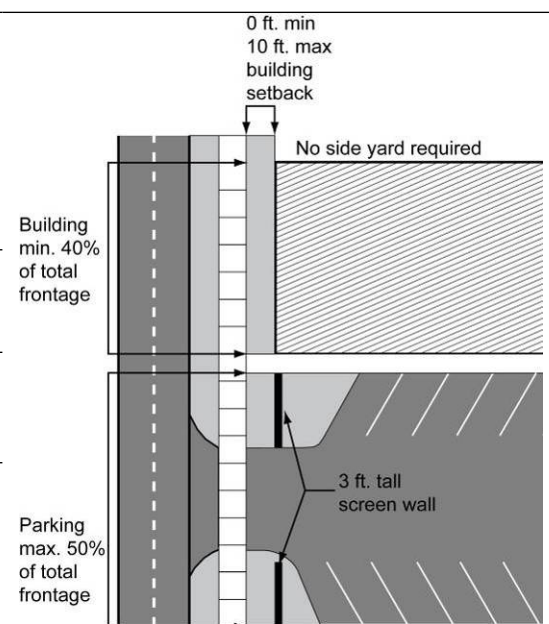 0 ft. min
10 ft. max
building
setback
No side yard required
Building
min. 40%
of total
frontage
3 ft. tall
screen wall
Parking
max. 50%
of total
frontage